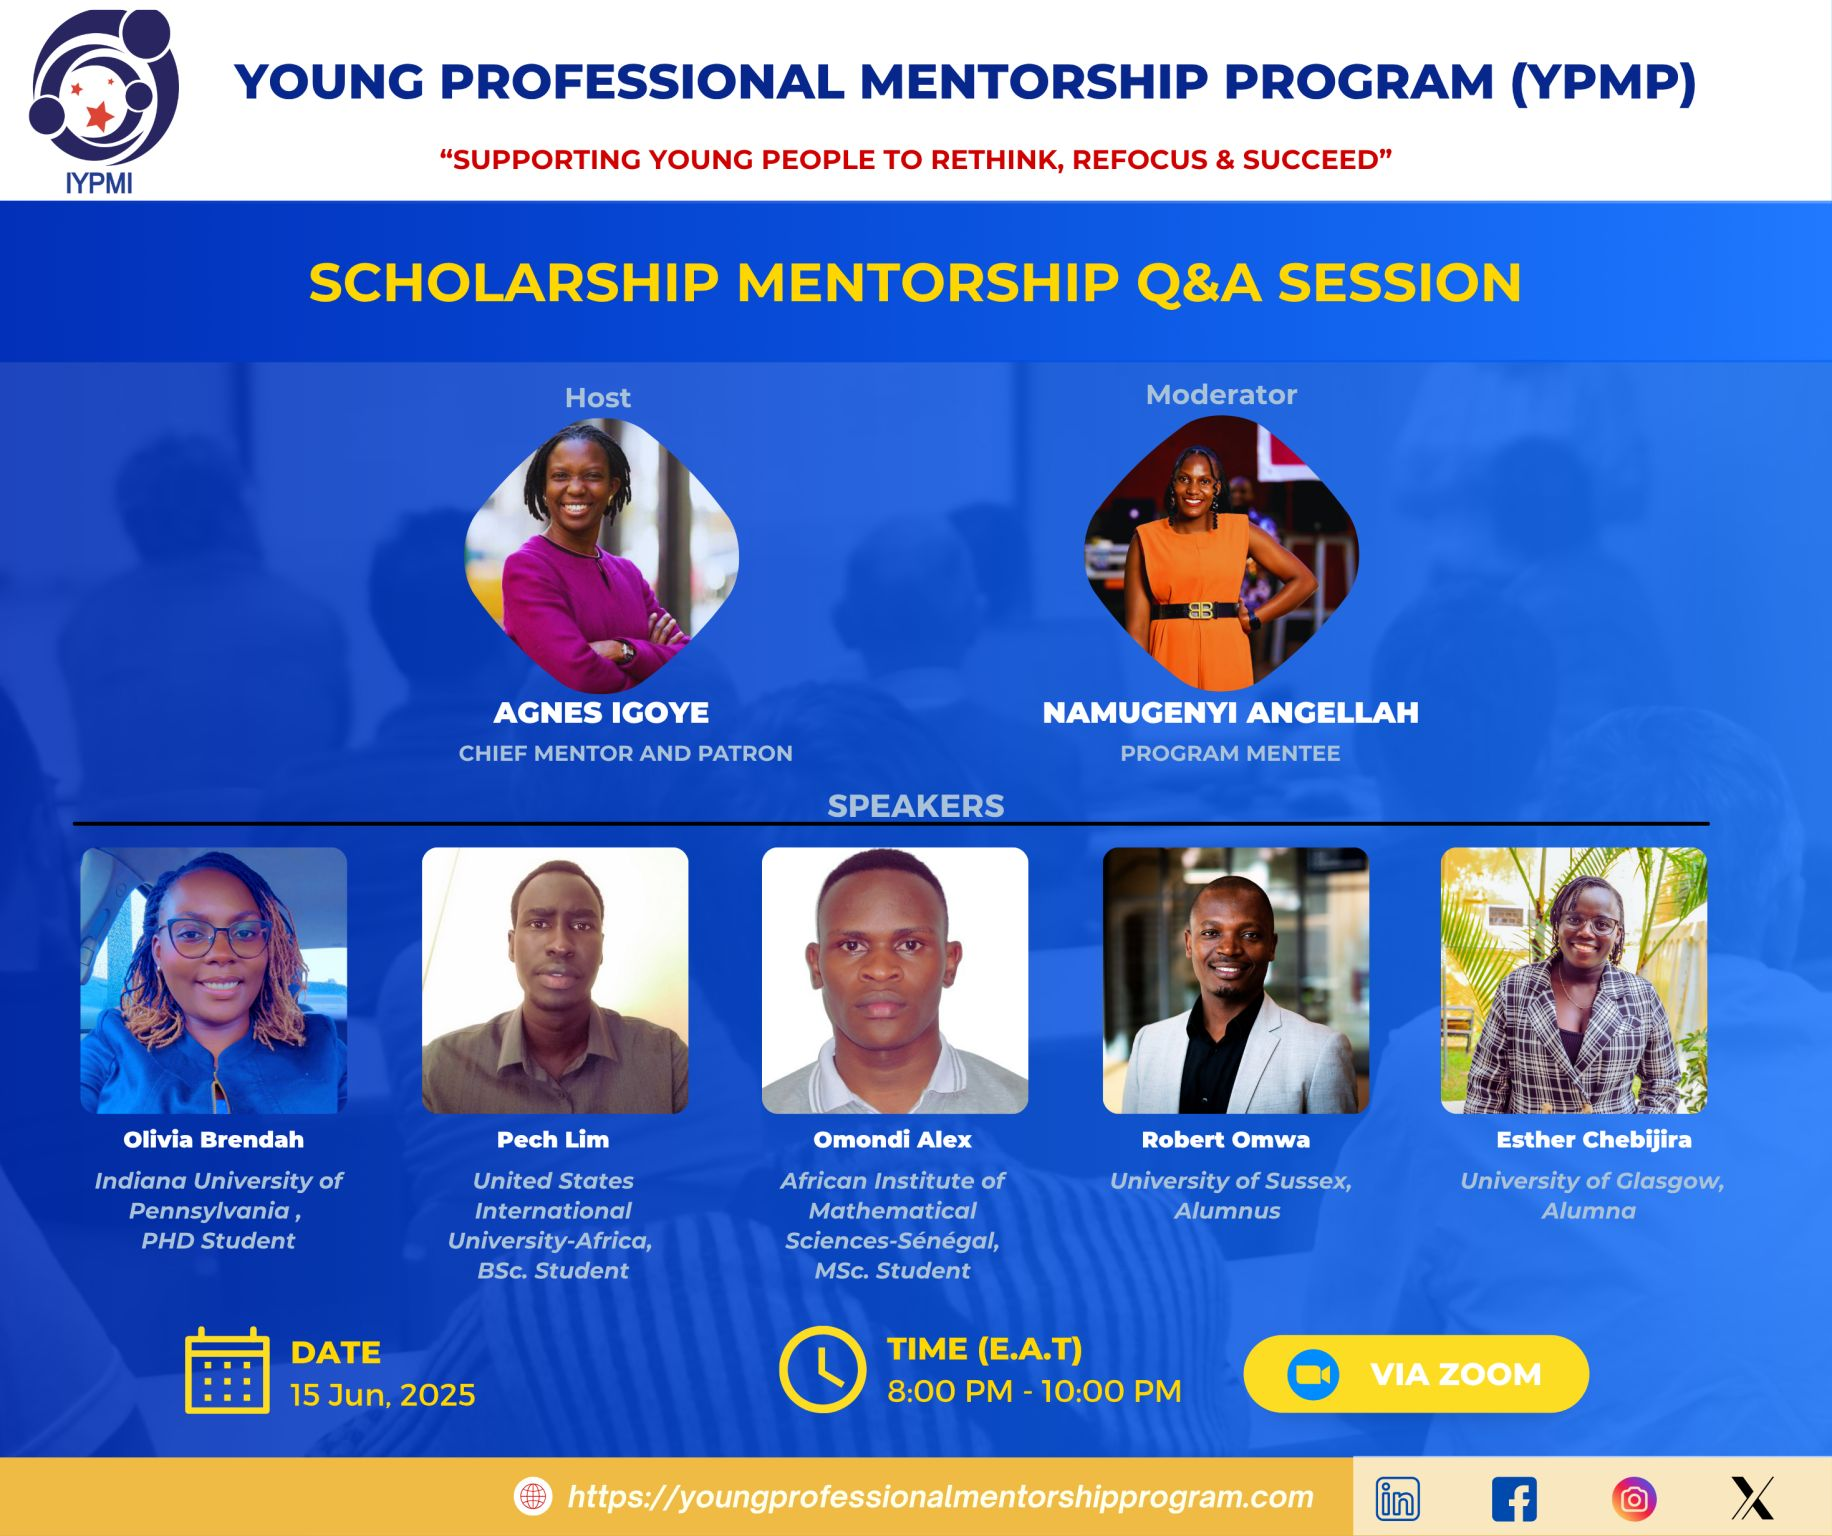 YOUNG PROFESSIONAL MENTORSHIP PROGRAM (YPMP)
“SUPPORTING YOUNG PEOPLE TO RETHINK, REFOCUS & SUCCEED”
IYPMI
SCHOLARSHIP MENTORSHIP Q&A SESSION
Host
AGNES IGOYE
CHIEF MENTOR AND PATRON
Moderator
NAMUGENYI ANGELLAH
PROGRAM MENTEE
SPEAKERS
Olivia Brendah
Indiana University of
Pennsylvania ,
PHD Student
Pech Lim
United States
International
University-Africa,
BSc. Student
Omondi Alex
African Institute of
Mathematical
Sciences-Sénégal,
MSc. Student
Robert Omwa
University of Sussex,
Alumnus
Esther Chebijira
University of Glasgow,
Alumna
DATE
15 Jun, 2025
TIME (E.A.T)
8:00 PM - 10:00 PM
VIA ZOOM
https://youngprofessionalmentorshipprogram.com